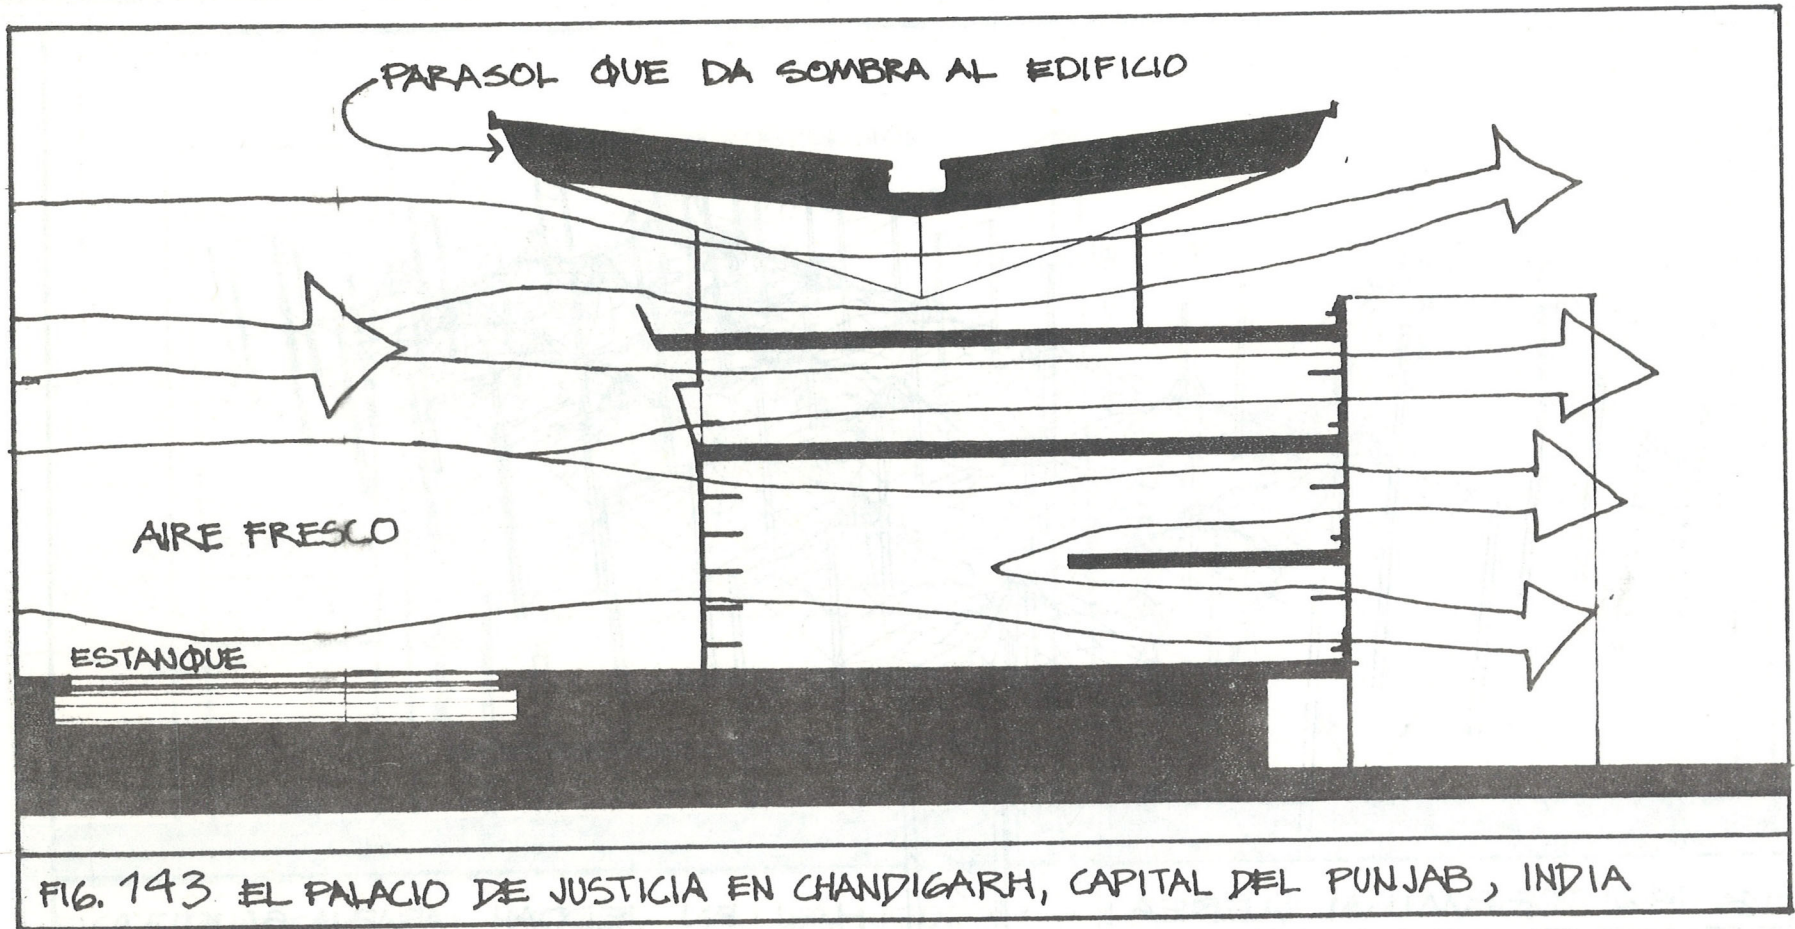 PARASOL QUE DA SOMBRA AL EDIFICIO
AIRE FRESCO
ESTANQUE
FIG. 143 EL PALACIO DE JUSTICIA EN CHANDIGARH, CAPITAL DEL PUNJAB, INDIA